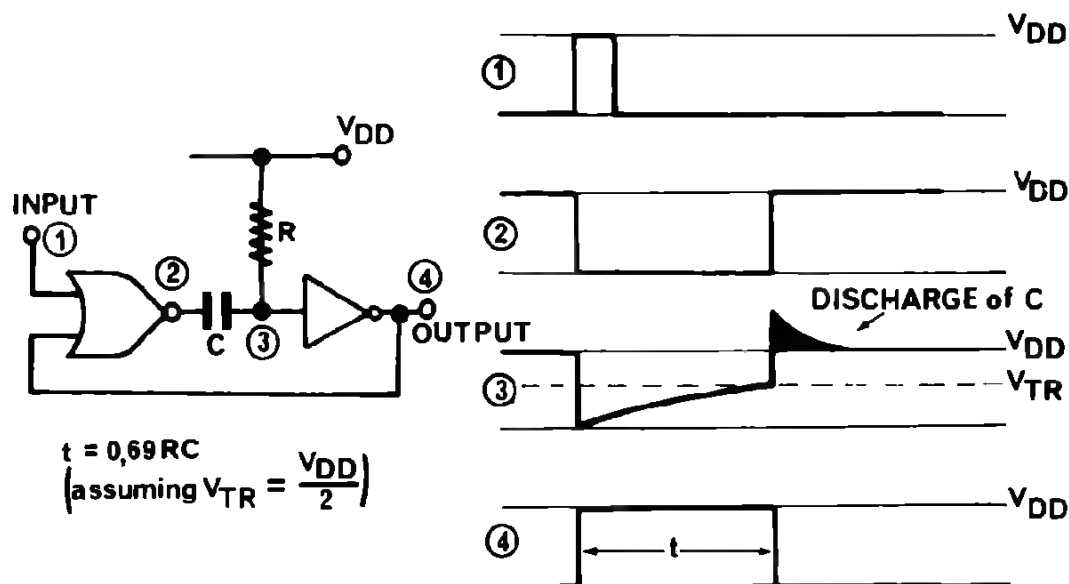 INPUT
①
②
C
③
R
VDD
④
OUTPUT
t = 0,69 RC
(assuming VTR = VDD/2)
① VDD
② VDD
DISCHARGE of C
VDD
③ VTR
④ VDD
t